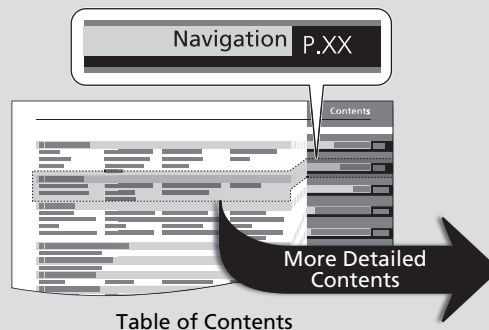 Navigation P.XX
Contents
More Detailed
Contents
Table of Contents